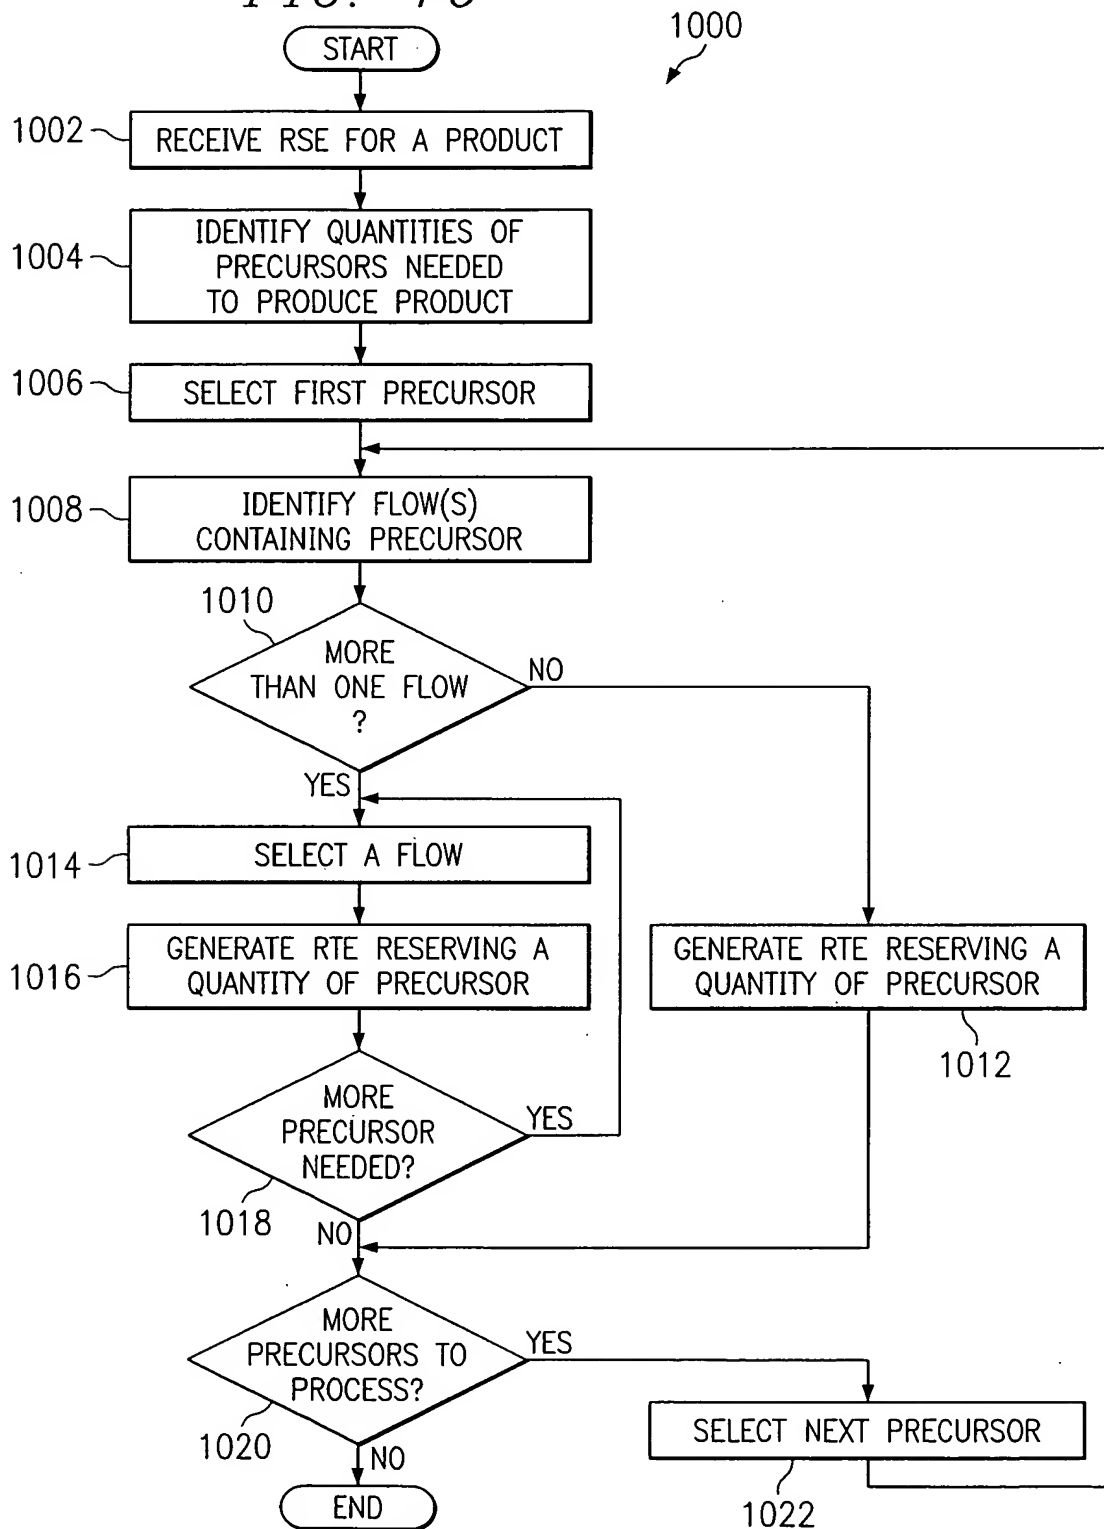 1000
START
1002
RECEIVE RSE FOR A PRODUCT
1004
IDENTIFY QUANTITIES OF
PRECURSORS NEEDED
TO PRODUCE PRODUCT
1006
SELECT FIRST PRECURSOR
1008
IDENTIFY FLOW(S)
CONTAINING PRECURSOR
1010
MORE
THAN ONE FLOW
?
NO
YES
1014
SELECT A FLOW
1016
GENERATE RTE RESERVING A
QUANTITY OF PRECURSOR
GENERATE RTE RESERVING A
QUANTITY OF PRECURSOR
1012
MORE
PRECURSOR
NEEDED?
YES
1018
NO
MORE
PRECURSORS TO
PROCESS?
YES
1020
NO
SELECT NEXT PRECURSOR
1022
END